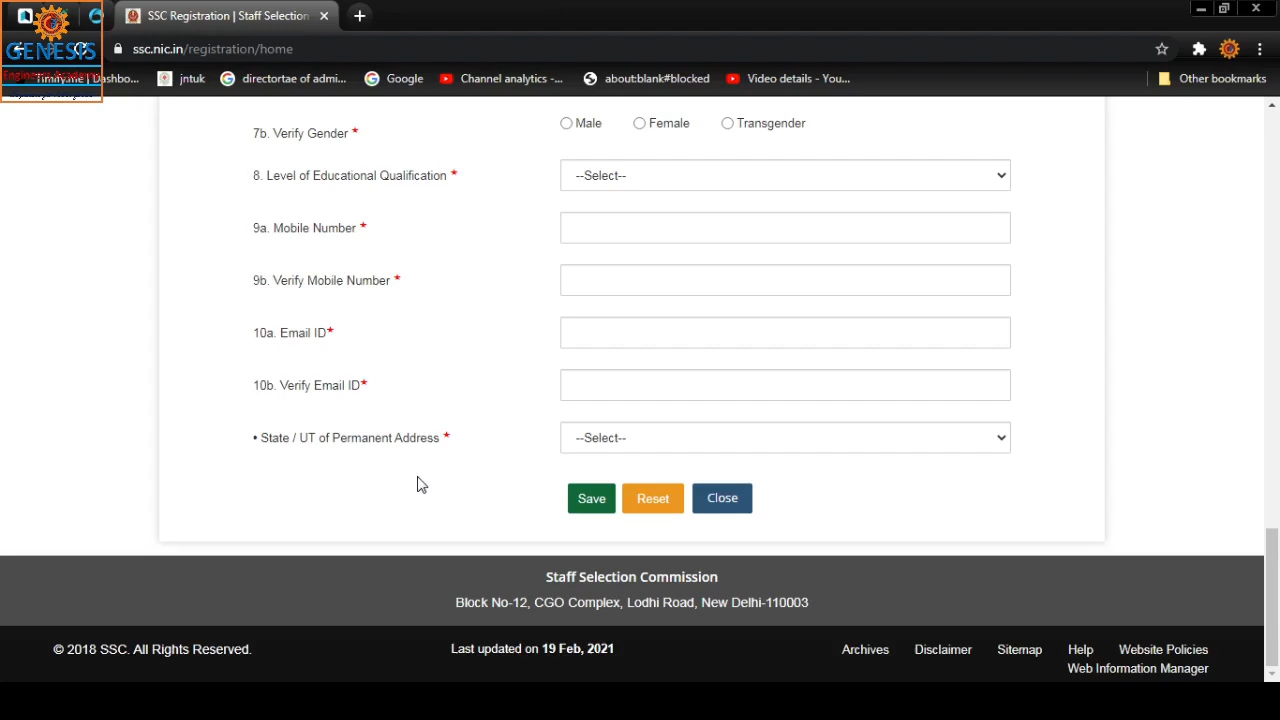 SSC Registration | Staff Selection
GENESIS
ssc.nic.in/registration/home
Engineers Academy
jntuk
directortae of admi...
Google
Channel analytics -...
about:blank#blocked
Video details - You...
Other bookmarks
7b. Verify Gender *
Male Female Transgender
8. Level of Educational Qualification *
--Select--
9a. Mobile Number *
9b. Verify Mobile Number *
10a. Email ID*
10b. Verify Email ID*
• State / UT of Permanent Address *
--Select--
Save Reset Close
Staff Selection Commission
Block No-12, CGO Complex, Lodhi Road, New Delhi-110003
© 2018 SSC. All Rights Reserved.
Last updated on 19 Feb, 2021
Archives Disclaimer Sitemap Help Website Policies
Web Information Manager